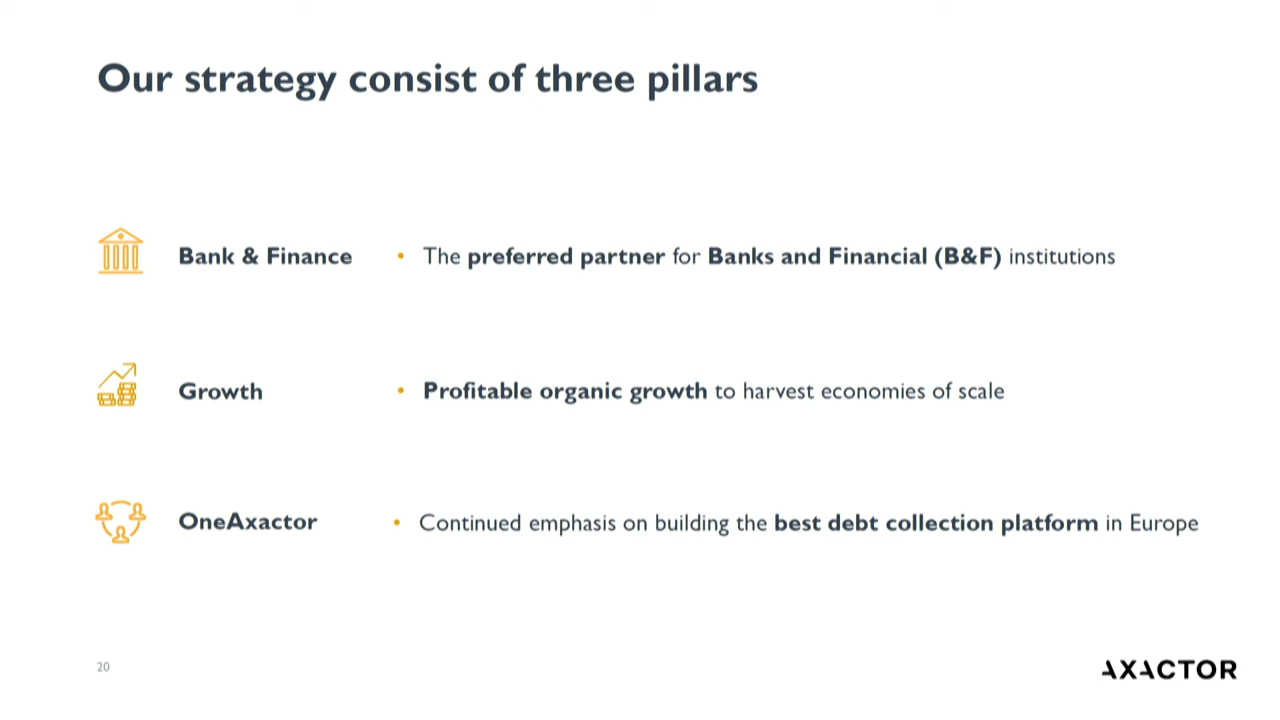 Our strategy consist of three pillars
Bank & Finance • The preferred partner for Banks and Financial (B&F) institutions
Growth • Profitable organic growth to harvest economies of scale
OneAxactor • Continued emphasis on building the best debt collection platform in Europe
20
AXACTOR